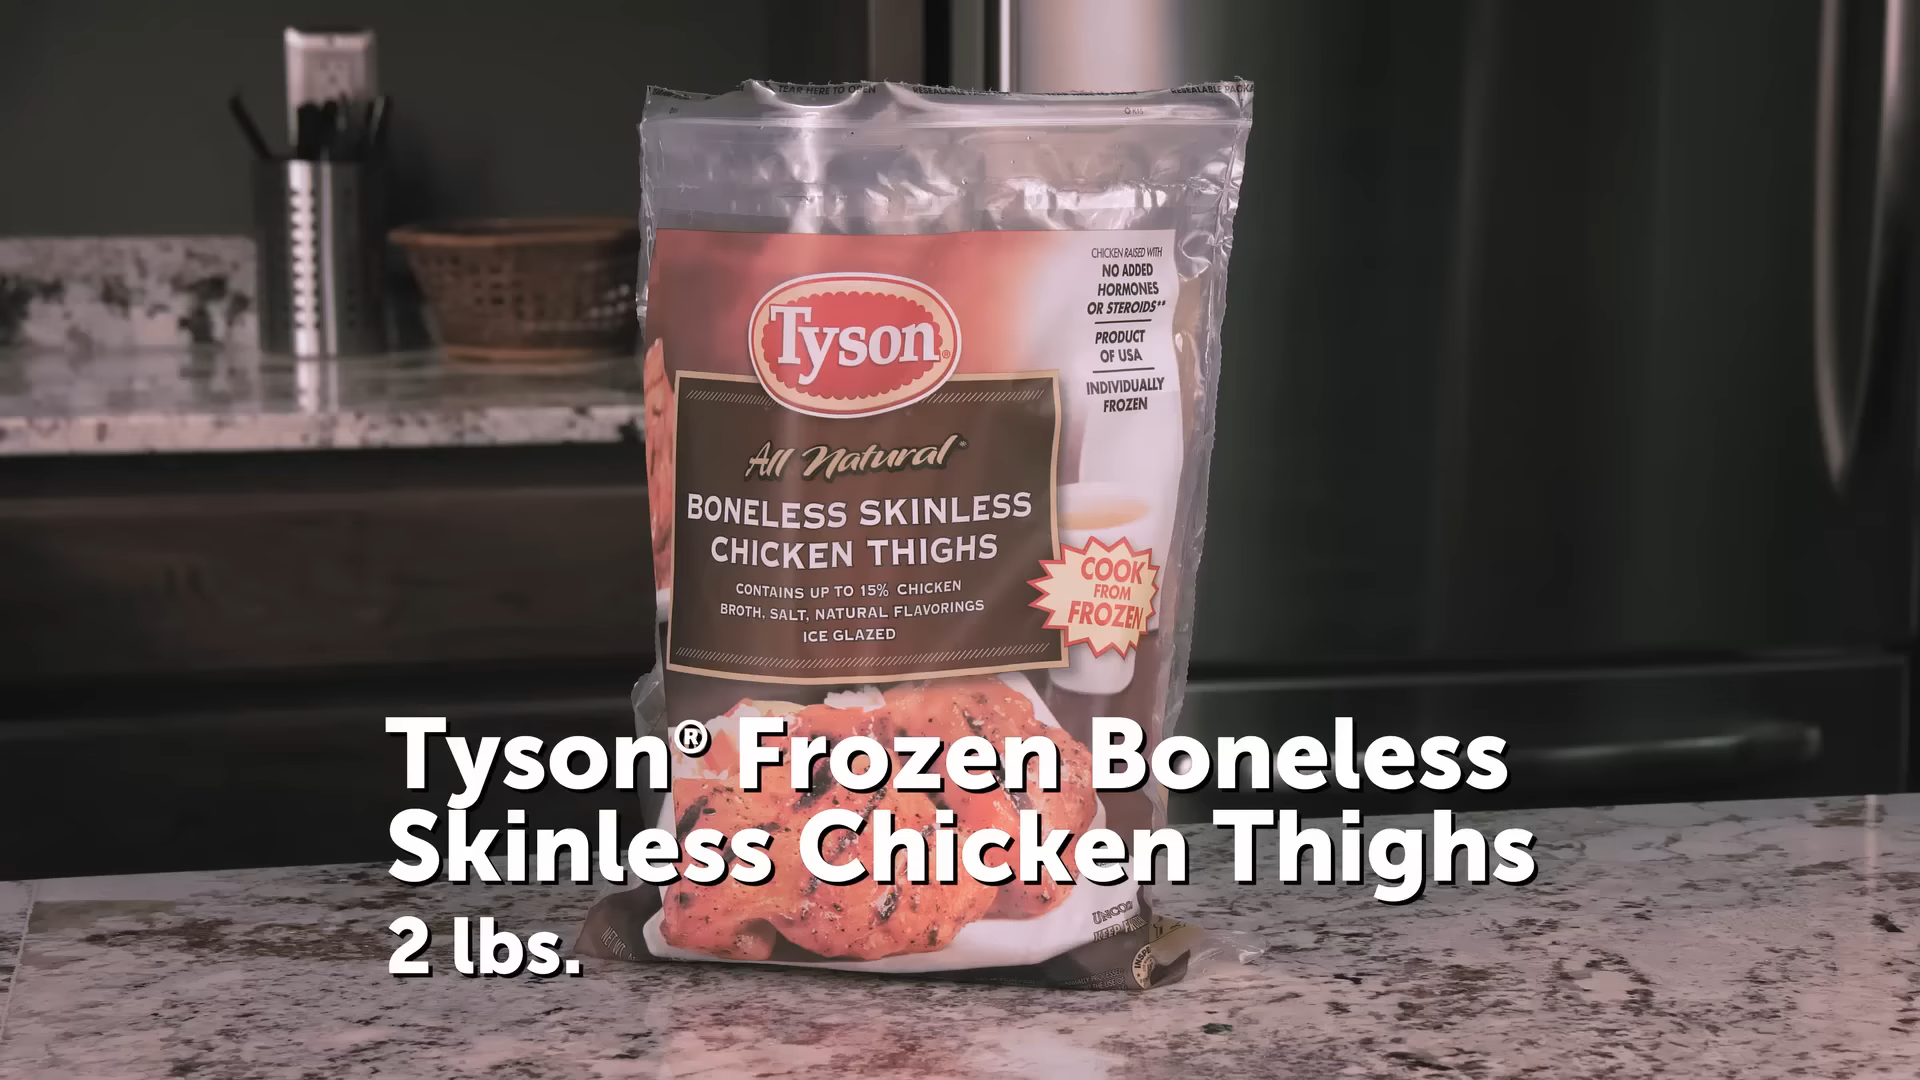 TEAR HERE TO OPEN
RESEALABLE PACKA
CHICKEN RAISED WITH
NO ADDED
HORMONES
OR STEROIDS**
PRODUCT
OF USA
INDIVIDUALLY
FROZEN
Tyson®
All Natural*
BONELESS SKINLESS
CHICKEN THIGHS
CONTAINS UP TO 15% CHICKEN
BROTH, SALT, NATURAL FLAVORINGS
ICE GLAZED
COOK
FROM
FROZEN
Tyson® Frozen Boneless
Skinless Chicken Thighs
2 lbs.